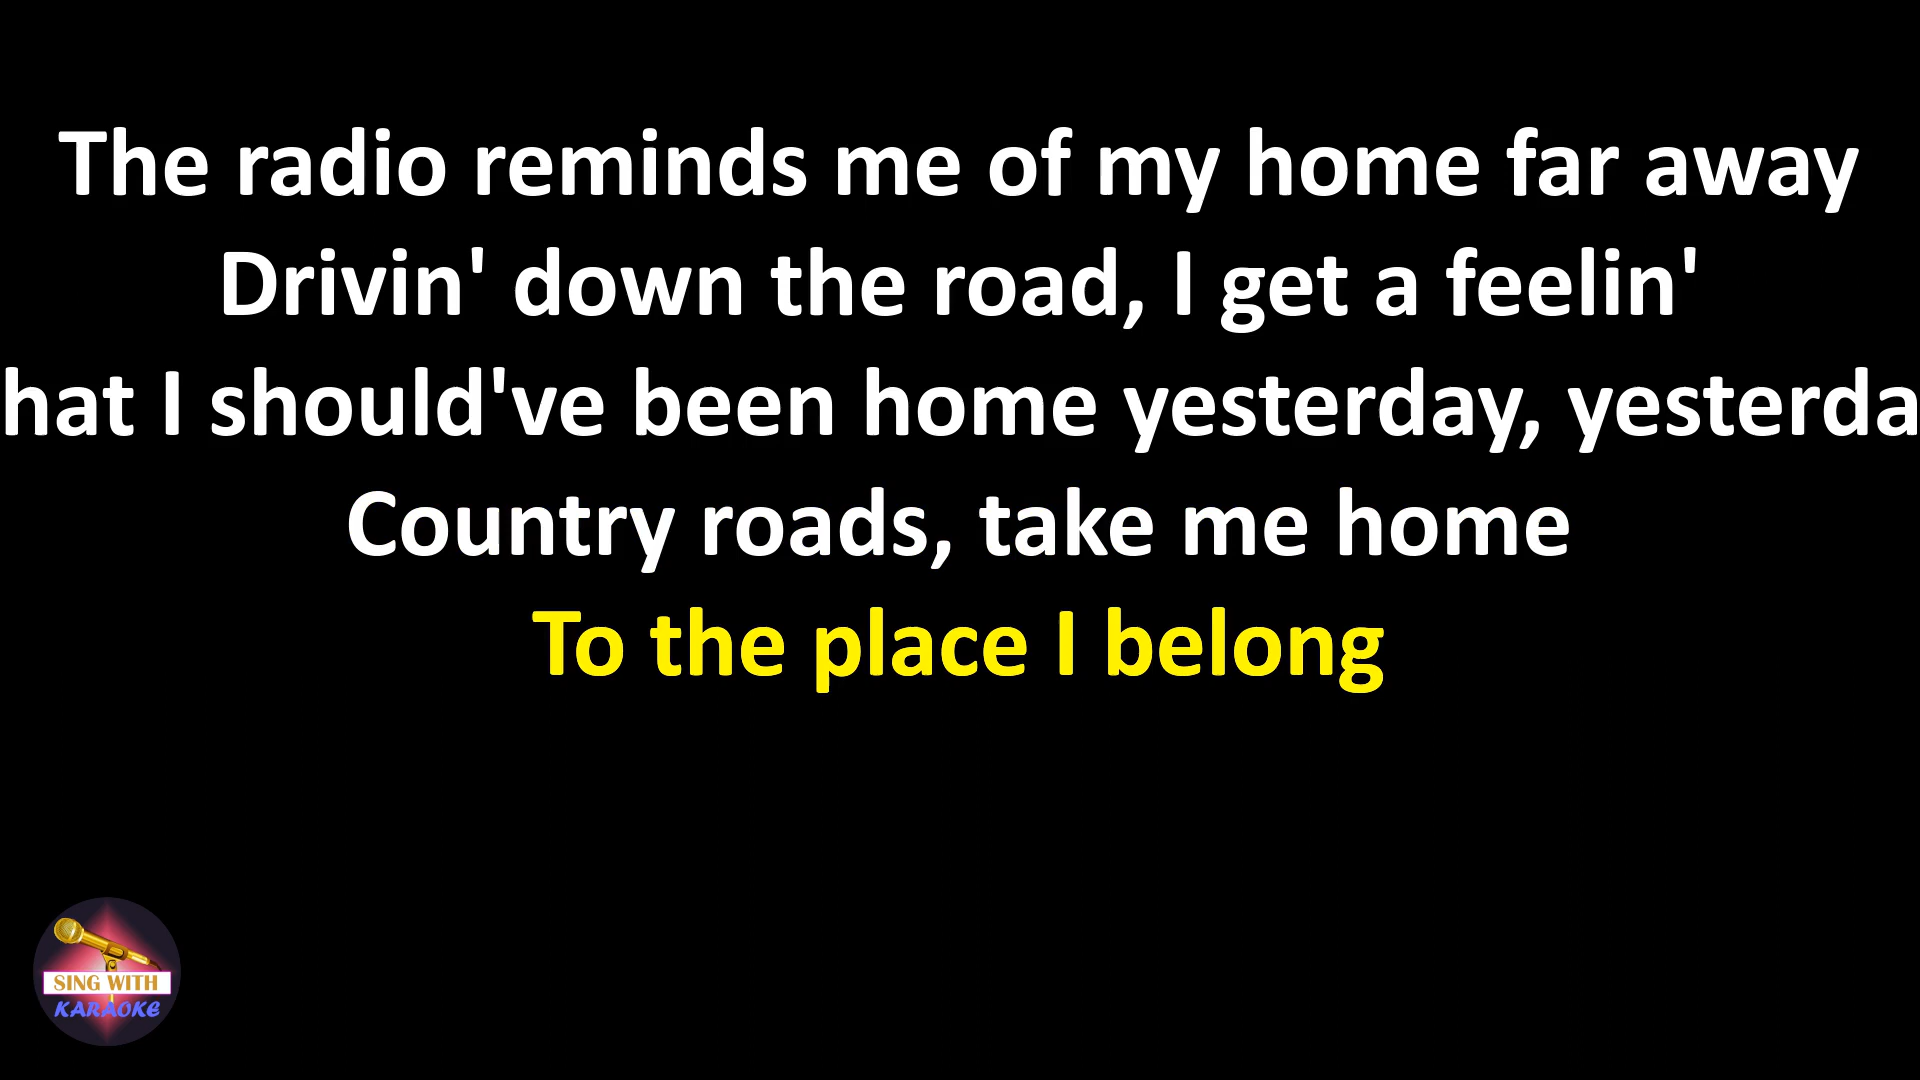 The radio reminds me of my home far away
Drivin' down the road, I get a feelin'
hat I should've been home yesterday, yesterda
Country roads, take me home
To the place I belong
SING WITH
KARAOKE